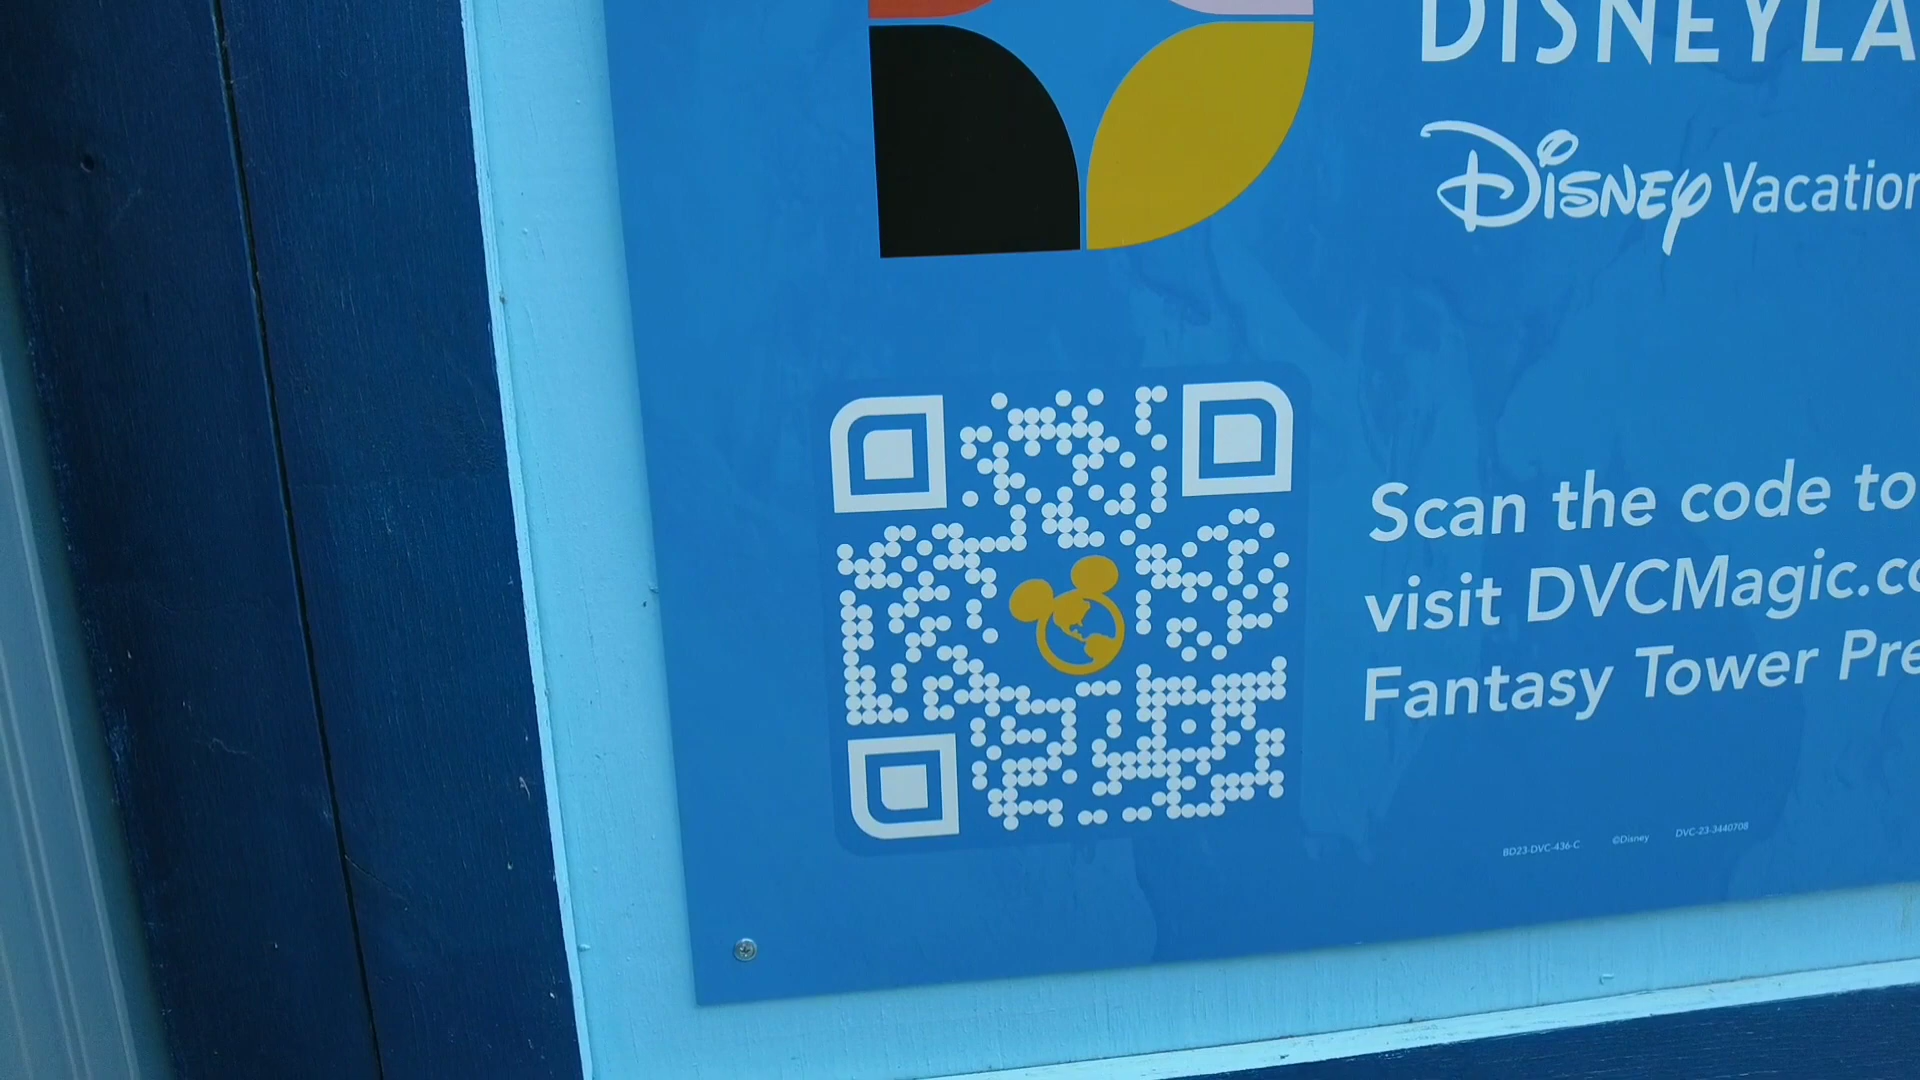 DISNEYLA
Disney Vacation
Scan the code to
visit DVCMagic.co
Fantasy Tower Pre
BD23-DVC-436-C ©Disney DVC-23-3440708